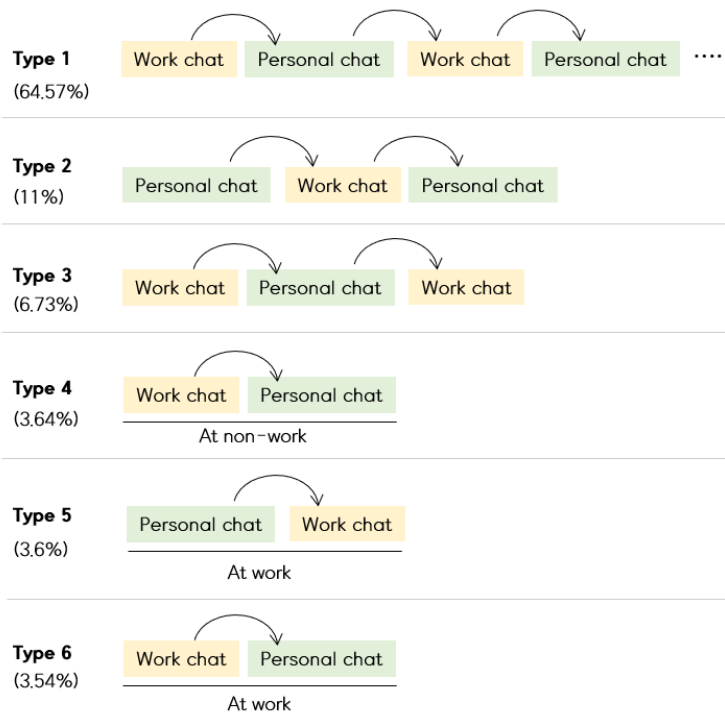 Type 1
(64.57%)
Work chat Personal chat Work chat Personal chat ....
Type 2
(11%)
Personal chat Work chat Personal chat
Type 3
(6.73%)
Work chat Personal chat Work chat
Type 4
(3.64%)
Work chat Personal chat
At non-work
Type 5
(3.6%)
Personal chat Work chat
At work
Type 6
(3.54%)
Work chat Personal chat
At work